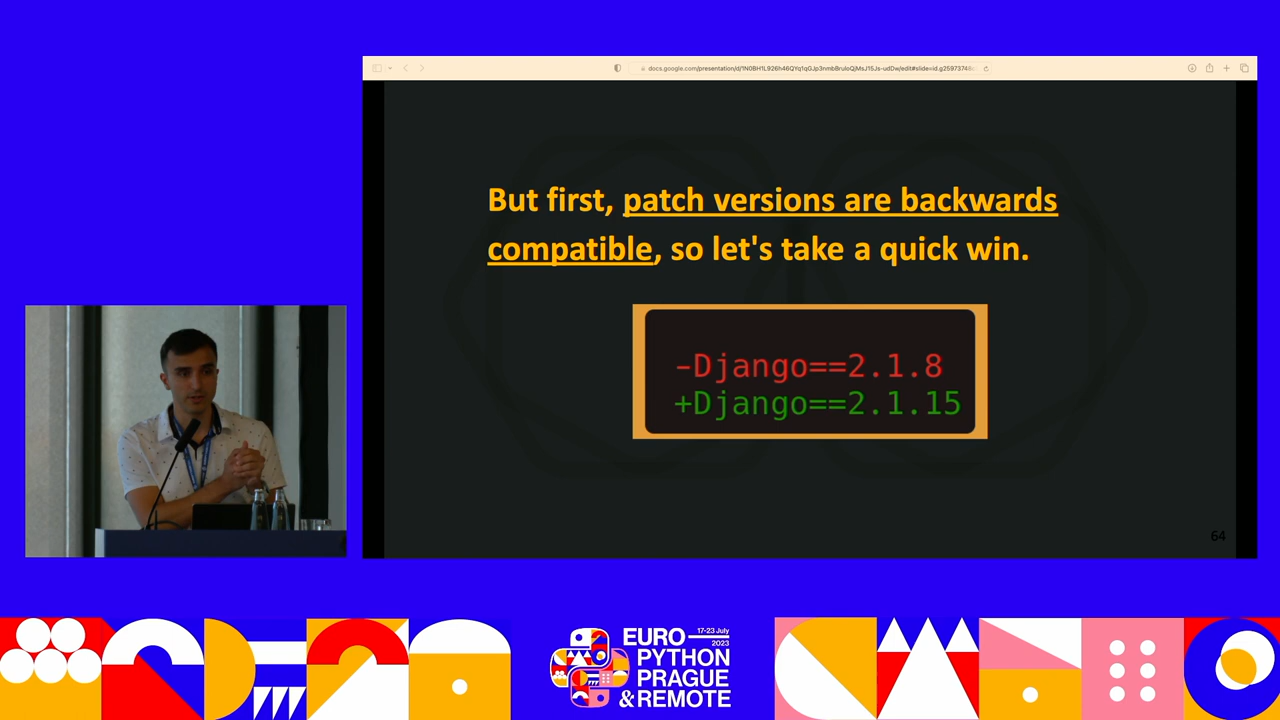 But first, patch versions are backwards
compatible, so let's take a quick win.
-Django==2.1.8
+Django==2.1.15
64
EURO
17-23 July
2023
PYTHON
PRAGUE
& REMOTE